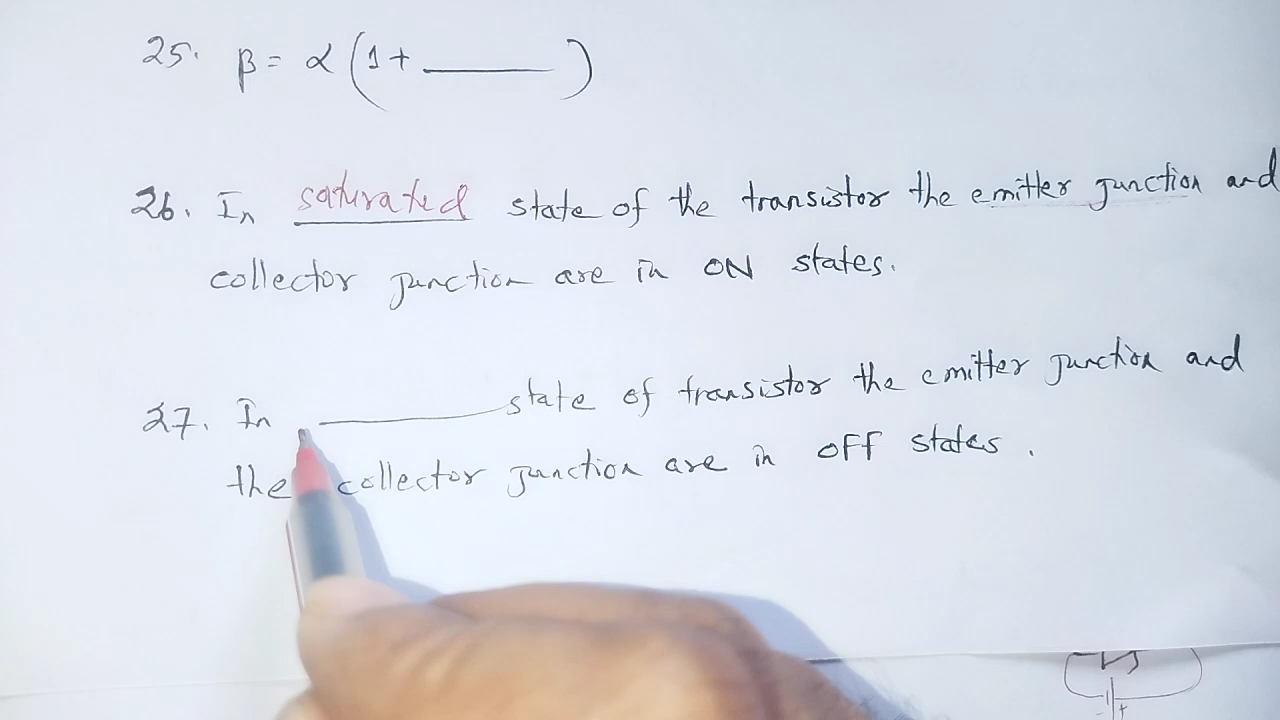 25. β = α (1 + ______ )
26. In saturated state of the transistor the emitter junction and
collector junction are in ON states.
27. In ______ state of transistor the emitter junction and
the collector junction are in OFF states.
- +